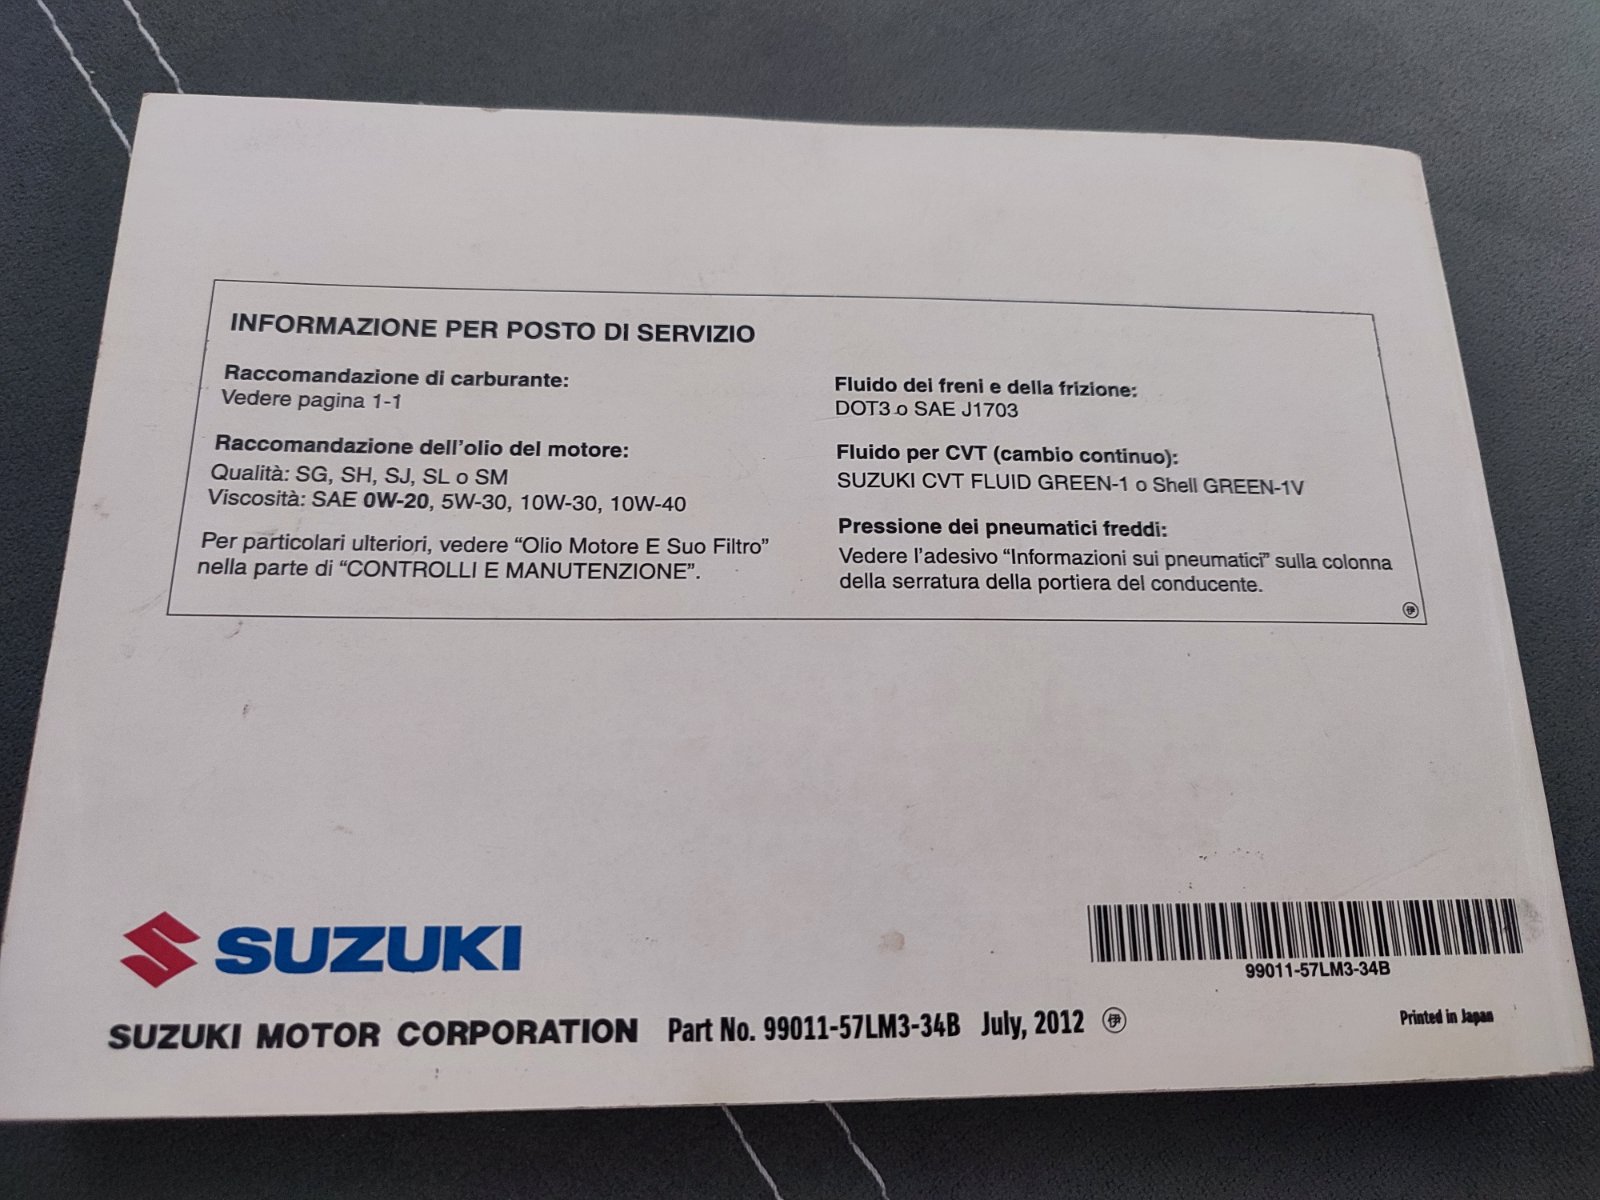 INFORMAZIONE PER POSTO DI SERVIZIO
Raccomandazione di carburante:
Vedere pagina 1-1
Raccomandazione dell'olio del motore:
Qualità: SG, SH, SJ, SL o SM
Viscosità: SAE 0W-20, 5W-30, 10W-30, 10W-40
Per particolari ulteriori, vedere “Olio Motore E Suo Filtro”
nella parte di “CONTROLLI E MANUTENZIONE”.
Fluido dei freni e della frizione:
DOT3 o SAE J1703
Fluido per CVT (cambio continuo):
SUZUKI CVT FLUID GREEN-1 o Shell GREEN-1V
Pressione dei pneumatici freddi:
Vedere l'adesivo “Informazioni sui pneumatici” sulla colonna
della serratura della portiera del conducente.
伊
SUZUKI
99011-57LM3-34B
SUZUKI MOTOR CORPORATION Part No. 99011-57LM3-34B July, 2012 伊
Printed in Japan